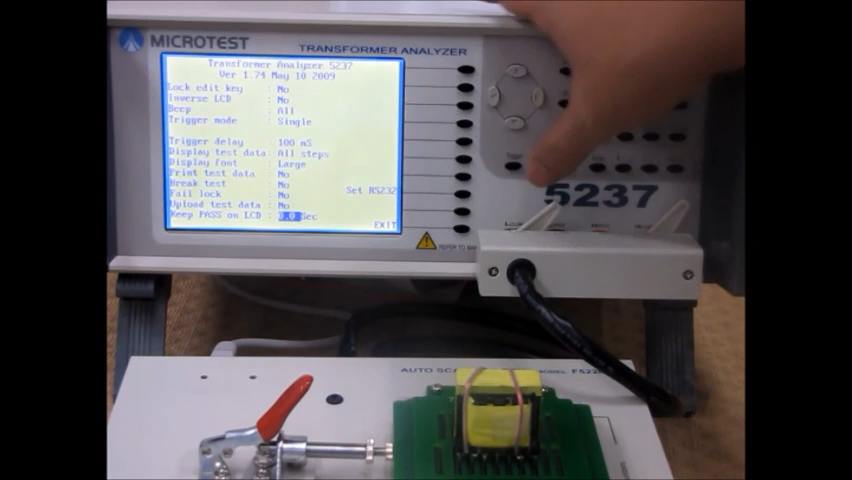 MICROTEST
TRANSFORMER ANALYZER
Transformer Analyzer 5237
Ver 1.74 May 10 2009
Lock edit key : No
Inverse LCD : No
Beep : All
Trigger mode : Single
Trigger delay : 100 mS
Display test data: All steps
Display font : Large
Print test data : No
Break test : No
Set RS232
Fail lock : No
Upload test data : No
Keep PASS on LCD : 0.0 Sec
EXIT
Trigger
5237
REFER TO
AUTO